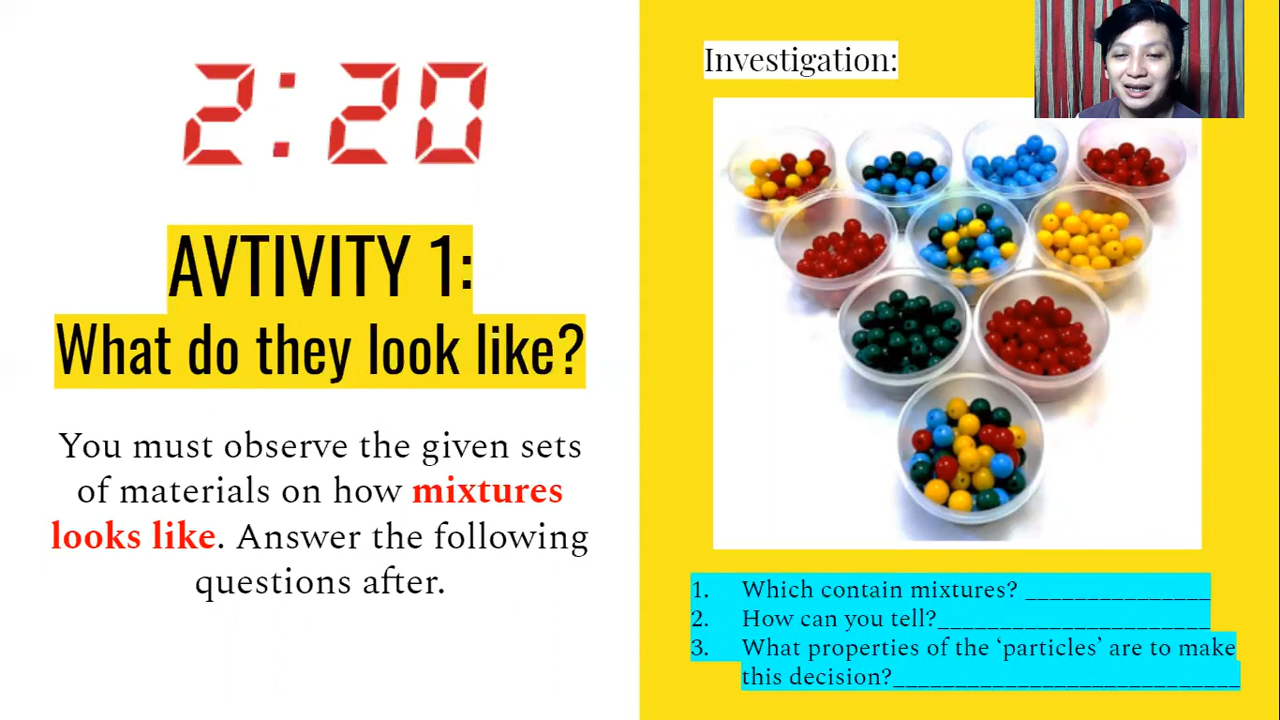 2:20
AVTIVITY 1:
What do they look like?
You must observe the given sets
of materials on how mixtures
looks like. Answer the following
questions after.
Investigation:
1. Which contain mixtures? _______________
2. How can you tell?______________________
3. What properties of the ‘particles’ are to make
this decision?____________________________